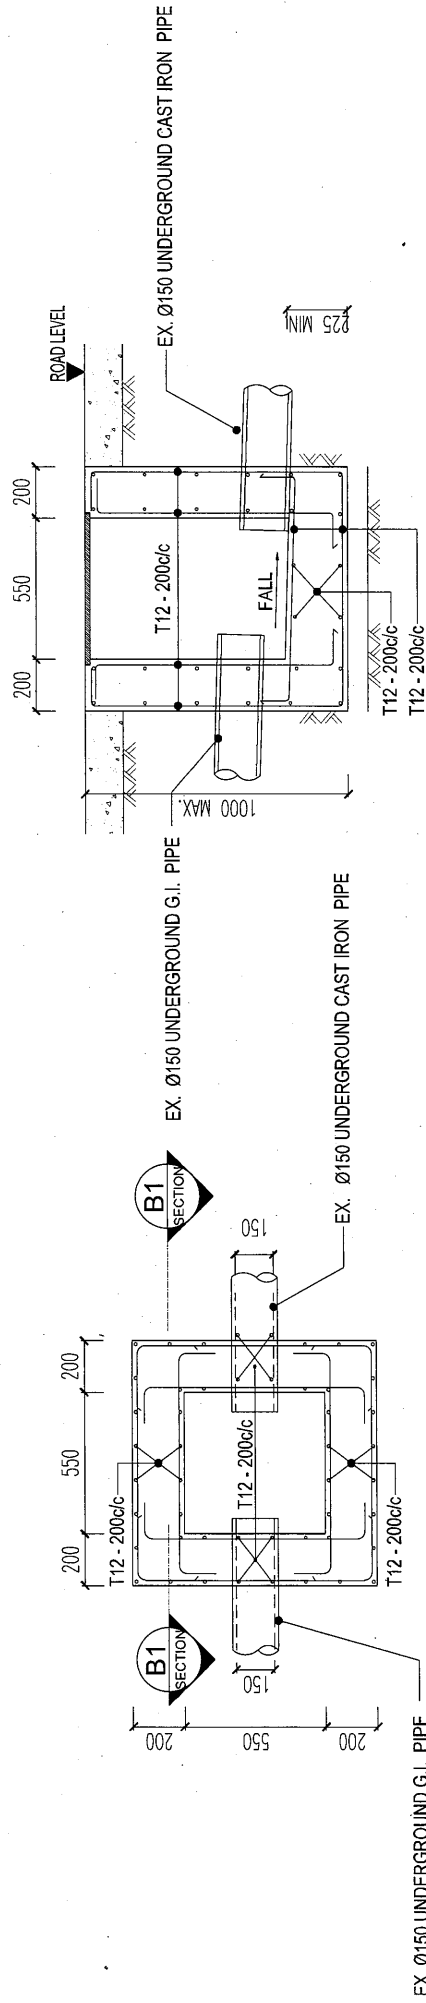 EX. Ø150 UNDERGROUND G.I. PIPE
200
550
200
B1
SECTION
150
T12 - 200c/c
200
550
200
T12 - 200c/c
T12 - 200c/c
150
B1
SECTION
EX. Ø150 UNDERGROUND CAST IRON PIPE
EX. Ø150 UNDERGROUND G.I. PIPE
1000 MAX.
200
550
200
T12 - 200c/c
FALL
T12 - 200c/c
T12 - 200c/c
225 MIN
ROAD LEVEL
EX. Ø150 UNDERGROUND CAST IRON PIPE